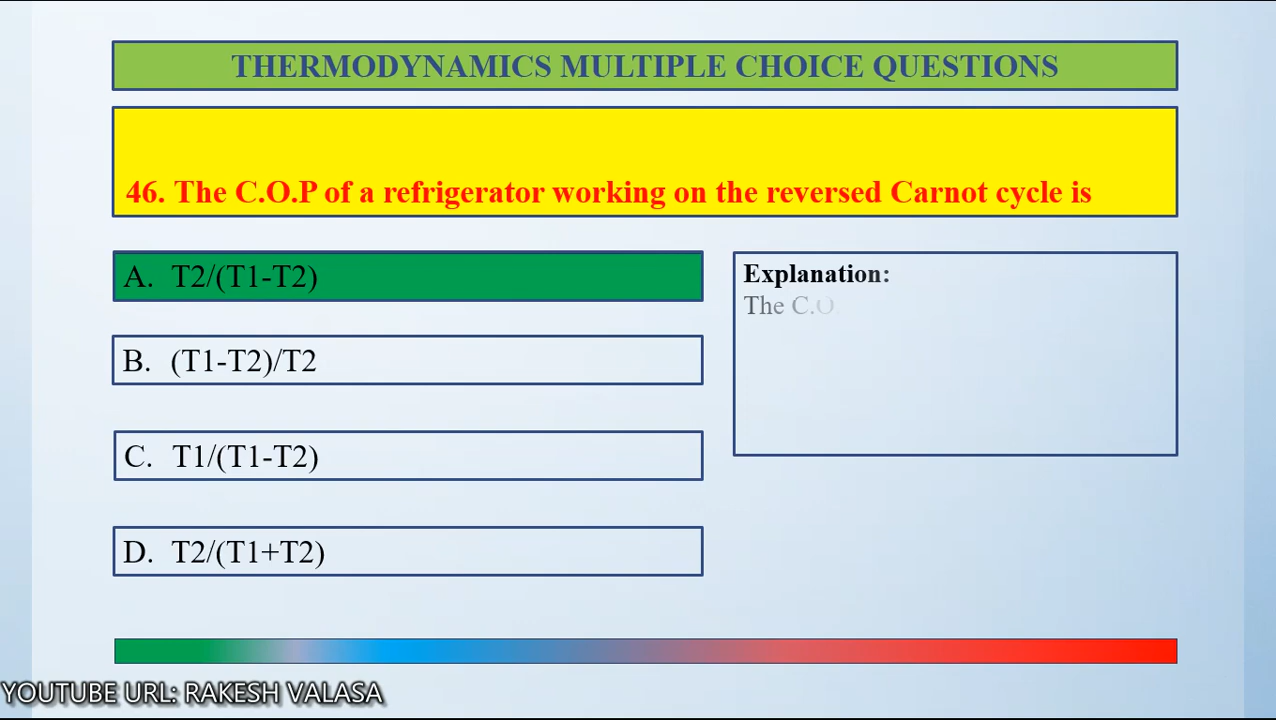 THERMODYNAMICS MULTIPLE CHOICE QUESTIONS
46. The C.O.P of a refrigerator working on the reversed Carnot cycle is
A. T2/(T1-T2)
B. (T1-T2)/T2
C. T1/(T1-T2)
D. T2/(T1+T2)
Explanation:
The C.O
YOUTUBE URL: RAKESH VALASA